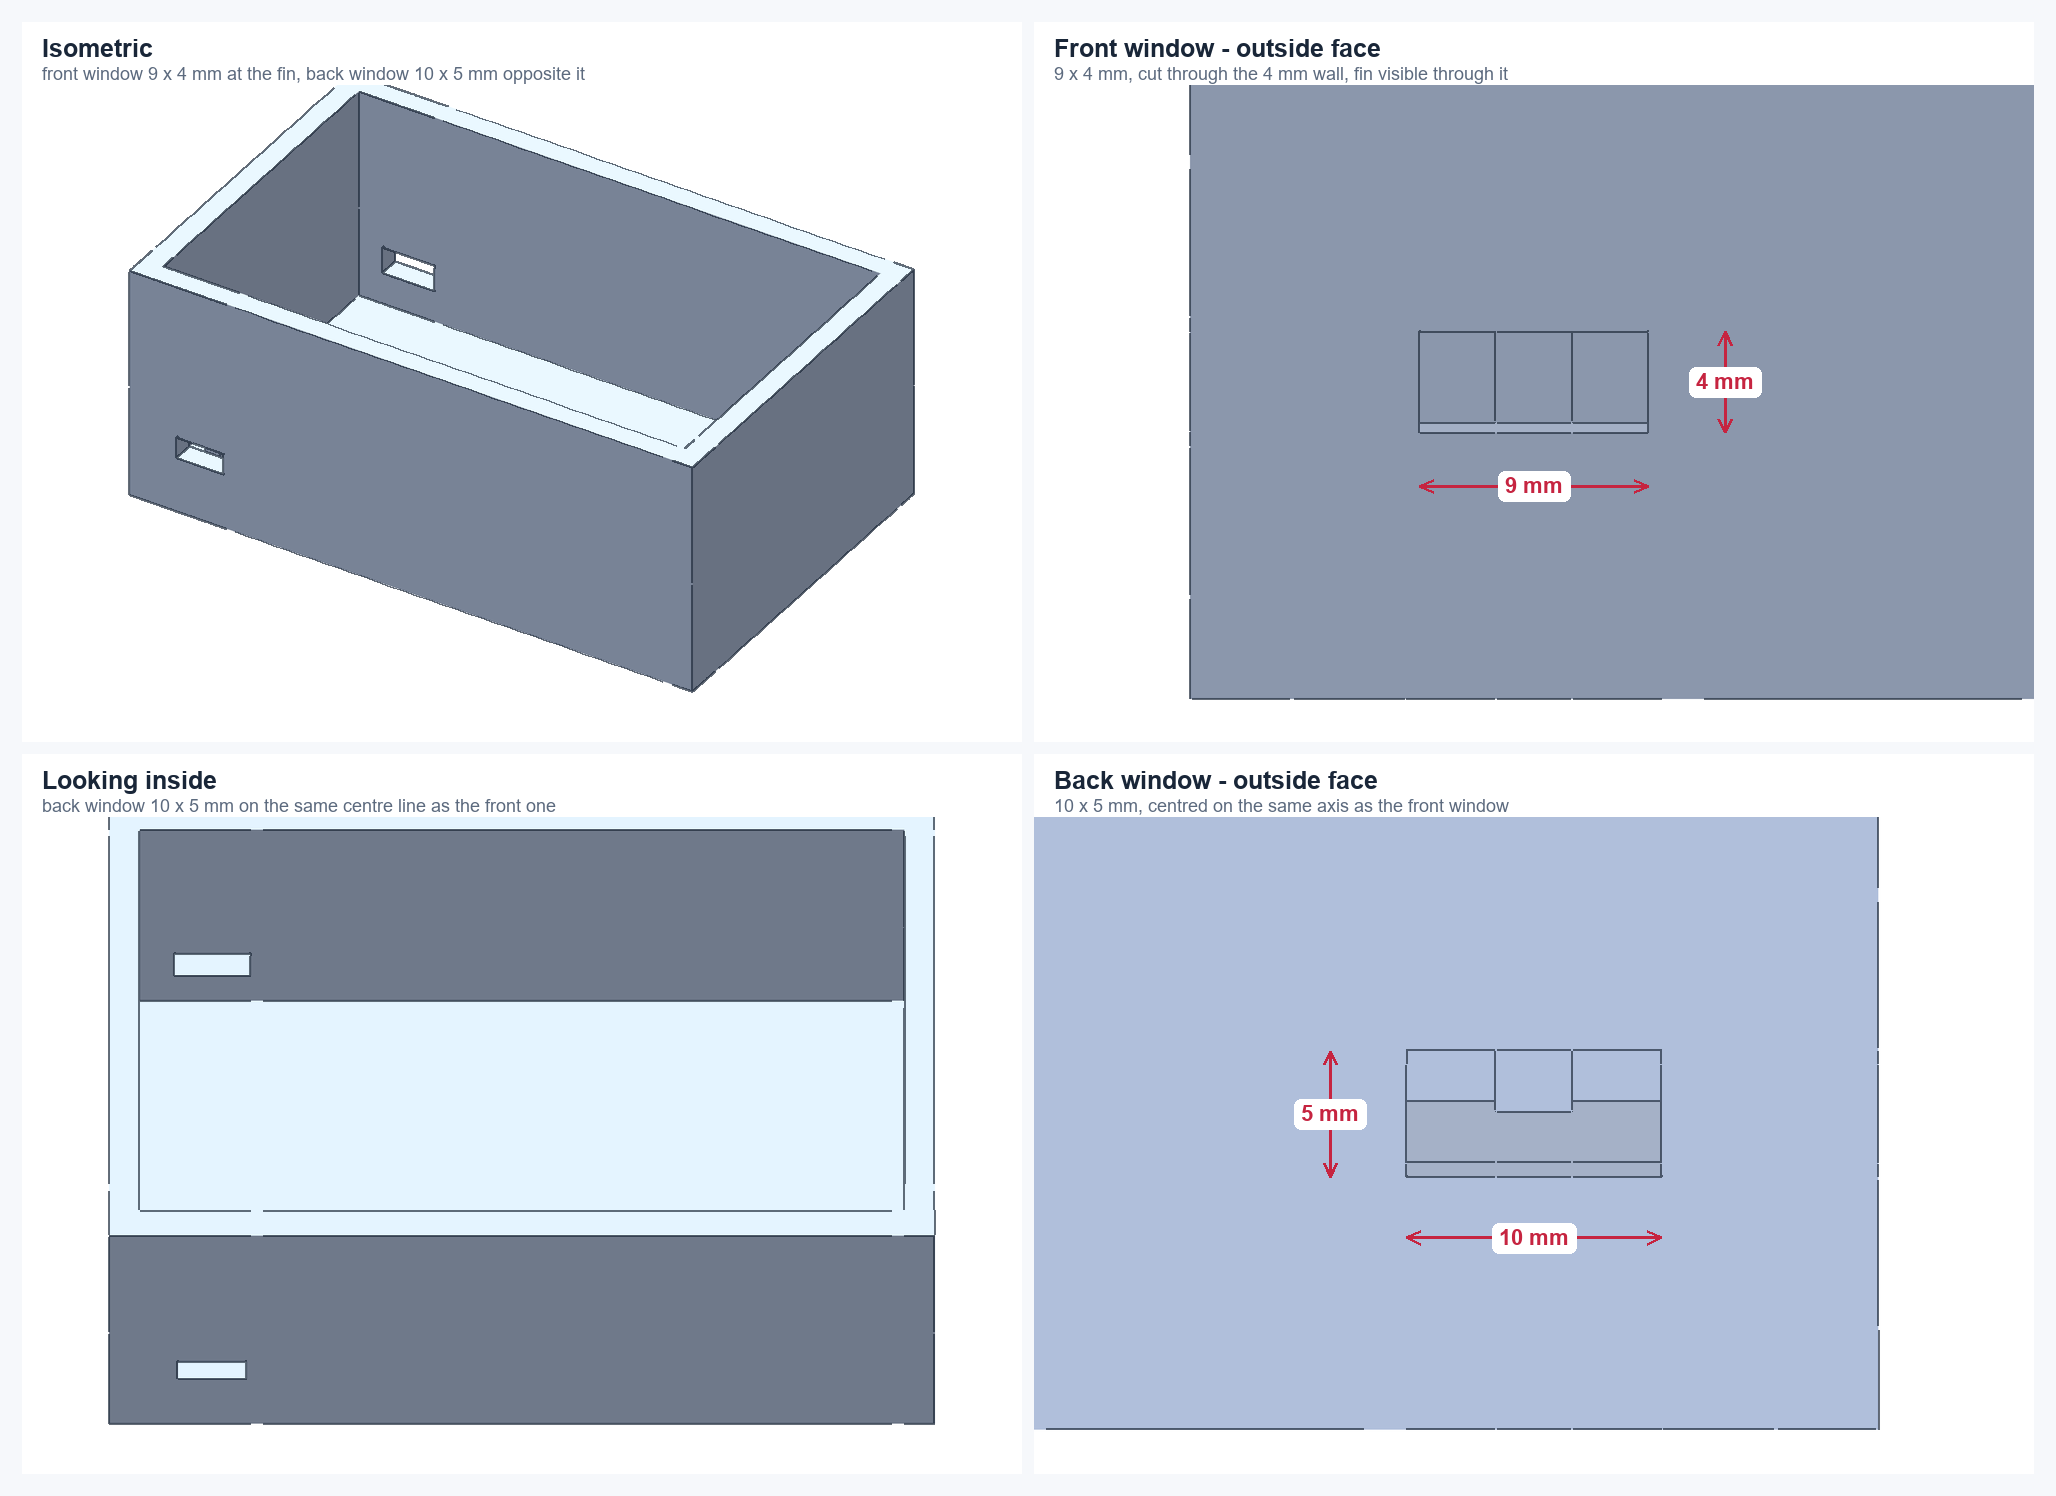 Isometric
front window 9 x 4 mm at the fin, back window 10 x 5 mm opposite it
Front window - outside face
9 x 4 mm, cut through the 4 mm wall, fin visible through it
4 mm
9 mm
Looking inside
back window 10 x 5 mm on the same centre line as the front one
Back window - outside face
10 x 5 mm, centred on the same axis as the front window
5 mm
10 mm